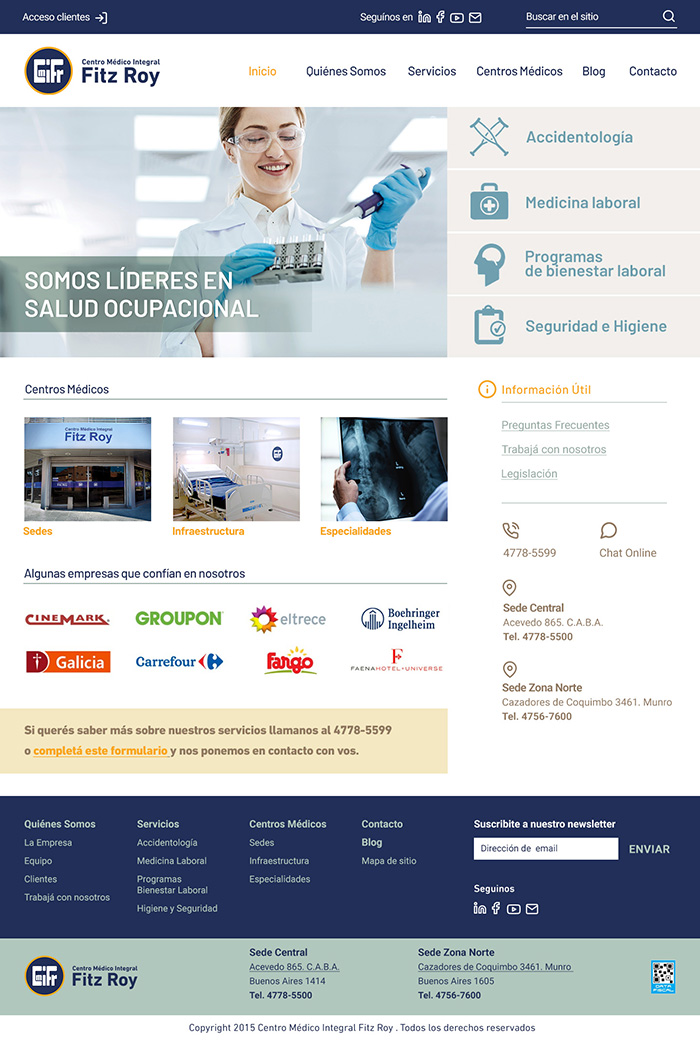 Acceso clientes
Seguínos en
Buscar en el sitio
Centro Médico Integral
Fitz Roy
Inicio
Quiénes Somos
Servicios
Centros Médicos
Blog
Contacto
SOMOS LÍDERES EN
SALUD OCUPACIONAL
Accidentología
Medicina laboral
Programas
de bienestar laboral
Seguridad e Higiene
Centros Médicos
Centro Médico Integral
Fitz Roy
Sedes
Infraestructura
Especialidades
Información Útil
Preguntas Frecuentes
Trabajá con nosotros
Legislación
4778-5599
Chat Online
Sede Central
Acevedo 865. C.A.B.A.
Tel. 4778-5500
Sede Zona Norte
Cazadores de Coquimbo 3461. Munro
Tel. 4756-7600
Algunas empresas que confían en nosotros
CINEMARK
GROUPON
eltrece
Boehringer
Ingelheim
Galicia
Carrefour
Fargo
FAENA HOTEL+UNIVERSE
Si querés saber más sobre nuestros servicios llamanos al 4778-5599
o completá este formulario y nos ponemos en contacto con vos.
Quiénes Somos
La Empresa
Equipo
Clientes
Trabajá con nosotros
Servicios
Accidentología
Medicina Laboral
Programas
Bienestar Laboral
Higiene y Seguridad
Centros Médicos
Sedes
Infraestructura
Especialidades
Contacto
Blog
Mapa de sitio
Suscribite a nuestro newsletter
Dirección de email
ENVIAR
Seguinos
Centro Médico Integral
Fitz Roy
Sede Central
Acevedo 865. C.A.B.A.
Buenos Aires 1414
Tel. 4778-5500
Sede Zona Norte
Cazadores de Coquimbo 3461. Munro
Buenos Aires 1605
Tel. 4756-7600
DATA
FISCAL
Copyright 2015 Centro Médico Integral Fitz Roy . Todos los derechos reservados